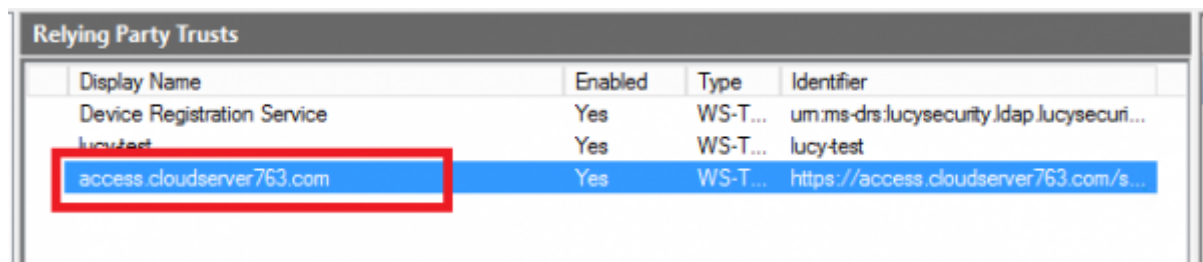 Relying Party Trusts
Display Name Enabled Type Identifier
Device Registration Service Yes WS-T... urn:ms-drs:lucysecurity.ldap.lucysecuri...
lucy-test Yes WS-T... lucy-test
access.cloudserver763.com Yes WS-T... https://access.cloudserver763.com/s...